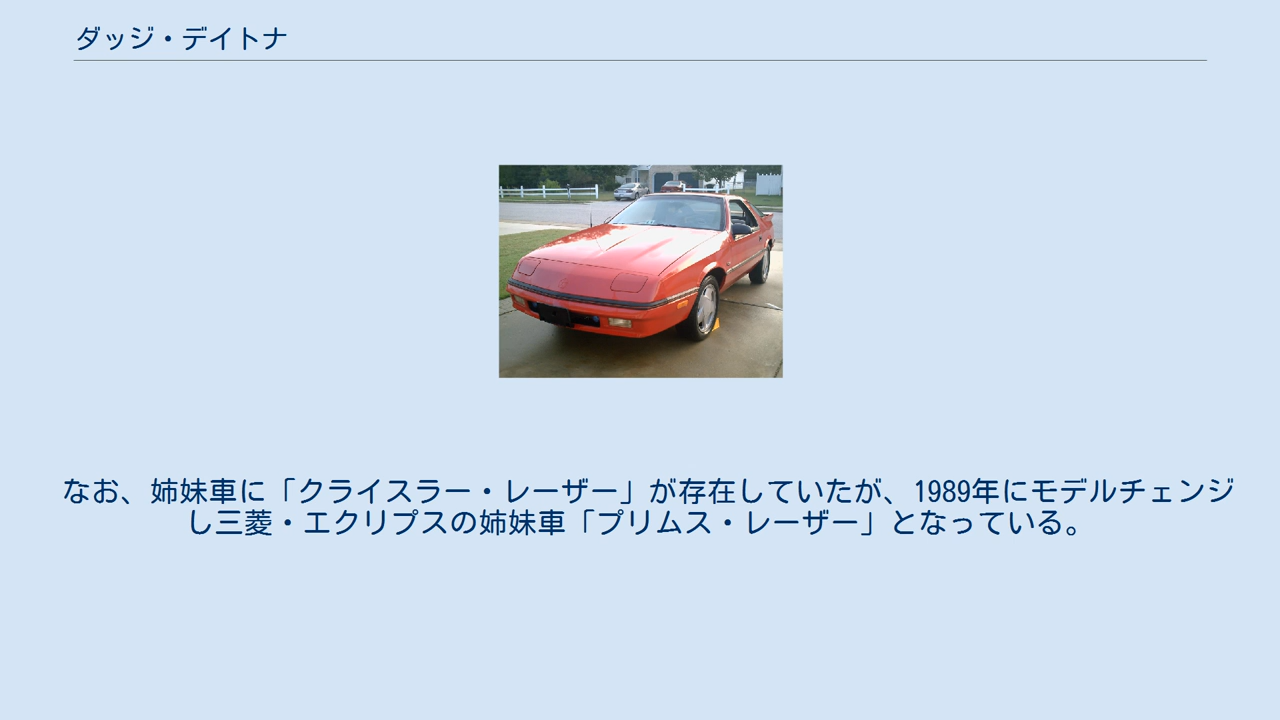 ダッジ・デイトナ
なお、姉妹車に「クライスラー・レーザー」が存在していたが、1989年にモデルチェンジ
し三菱・エクリプスの姉妹車「プリムス・レーザー」となっている。